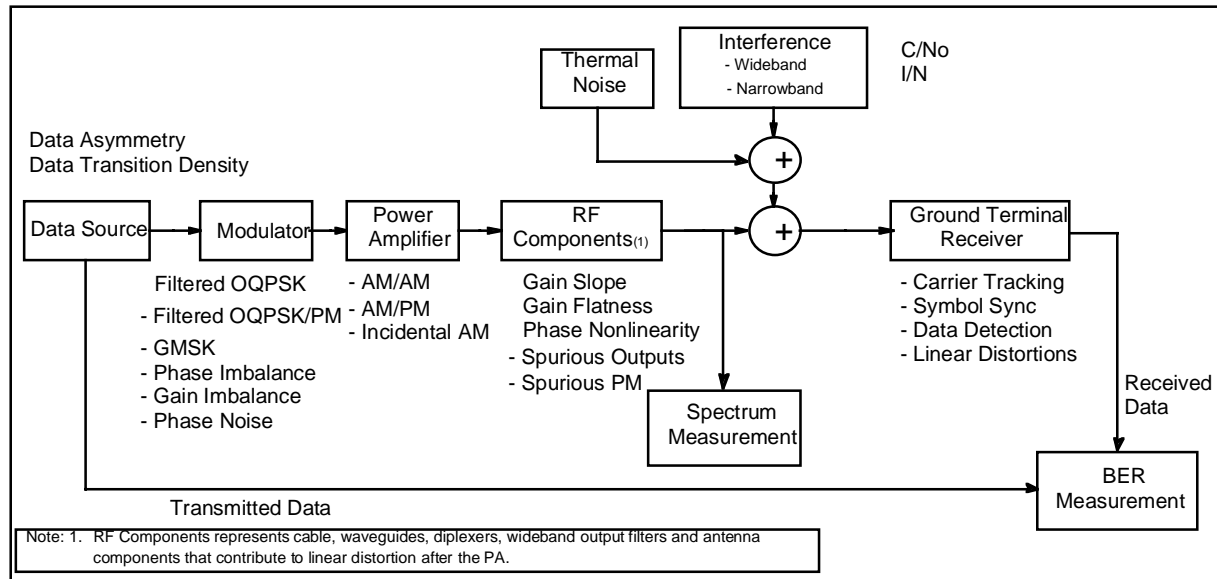 Interference
- Wideband
- Narrowband
C/No
I/N
Thermal
Noise
+
Data Asymmetry
Data Transition Density
Data Source
Modulator
Power
Amplifier
RF
Components(1)
+
Ground Terminal
Receiver
Filtered OQPSK
- Filtered OQPSK/PM
- GMSK
- Phase Imbalance
- Gain Imbalance
- Phase Noise
- AM/AM
- AM/PM
- Incidental AM
Gain Slope
Gain Flatness
Phase Nonlinearity
- Spurious Outputs
- Spurious PM
- Carrier Tracking
- Symbol Sync
- Data Detection
- Linear Distortions
Spectrum
Measurement
Received
Data
BER
Measurement
Transmitted Data
Note: 1. RF Components represents cable, waveguides, diplexers, wideband output filters and antenna
components that contribute to linear distortion after the PA.